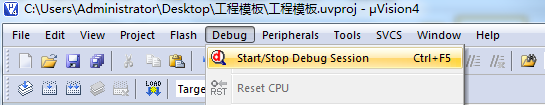 C:\Users\Administrator\Desktop\工程模板\工程模板.uvproj - µVision4
File Edit View Project Flash Debug Peripherals Tools SVCS Window Help
Start/Stop Debug Session Ctrl+F5
LOAD Targe
RST Reset CPU